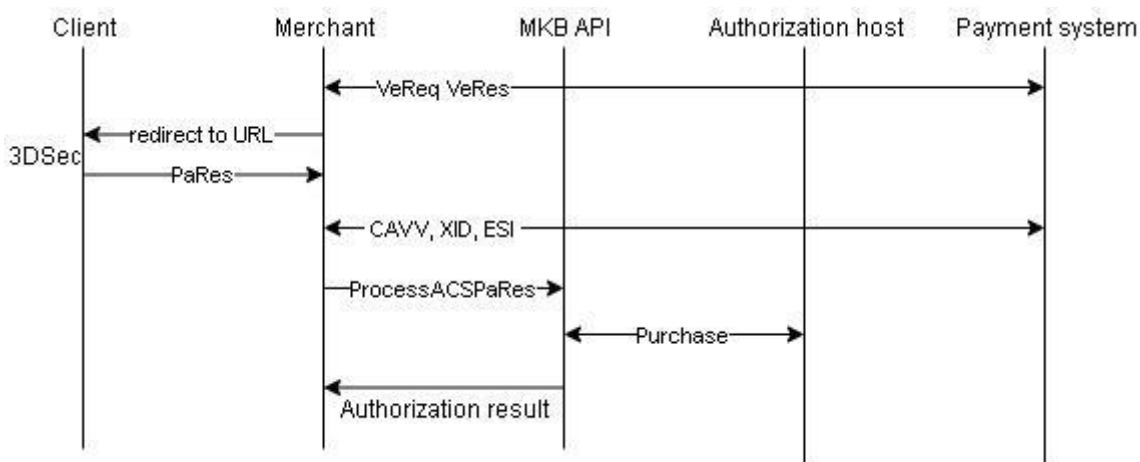 Client Merchant MKB API Authorization host Payment system
VeReq VeRes
redirect to URL
3DSec
PaRes
CAVV, XID, ESI
ProcessACSPaRes
Purchase
Authorization result